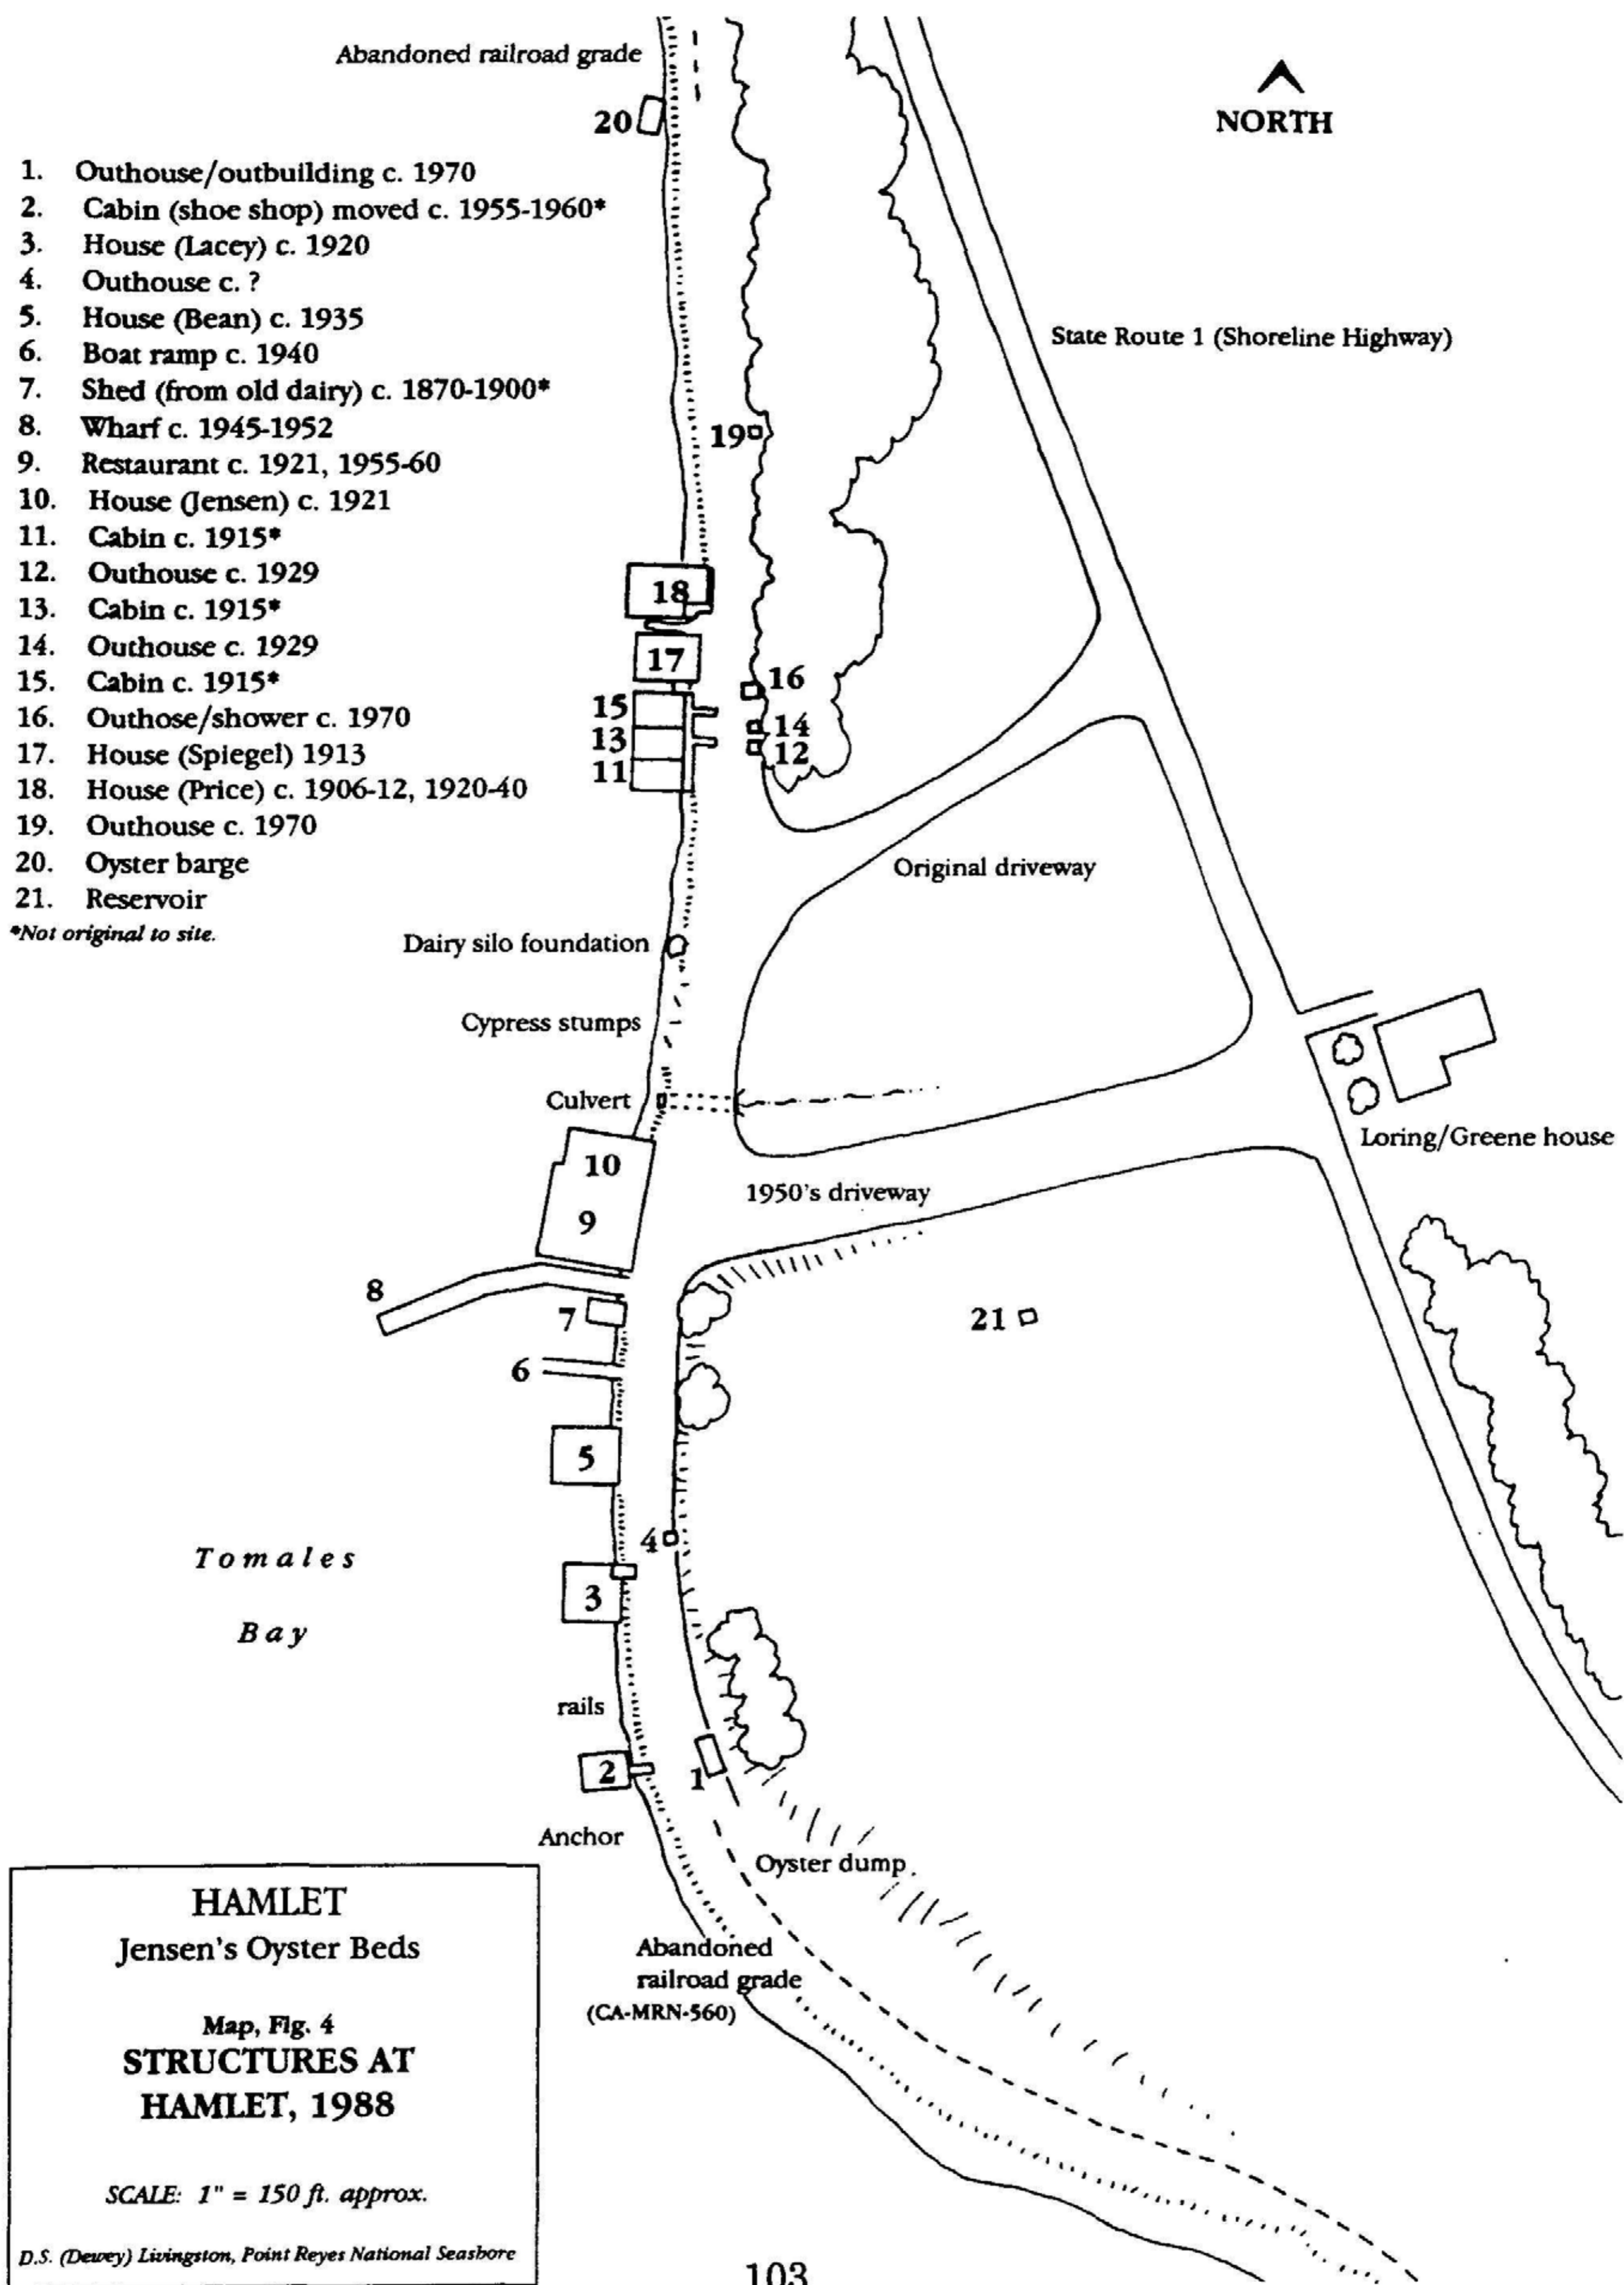 Abandoned railroad grade
NORTH
20
1. Outhouse/outbuilding c. 1970
2. Cabin (shoe shop) moved c. 1955-1960*
3. House (Lacey) c. 1920
4. Outhouse c. ?
5. House (Bean) c. 1935
6. Boat ramp c. 1940
7. Shed (from old dairy) c. 1870-1900*
8. Wharf c. 1945-1952
9. Restaurant c. 1921, 1955-60
10. House (Jensen) c. 1921
11. Cabin c. 1915*
12. Outhouse c. 1929
13. Cabin c. 1915*
14. Outhouse c. 1929
15. Cabin c. 1915*
16. Outhose/shower c. 1970
17. House (Spiegel) 1913
18. House (Price) c. 1906-12, 1920-40
19. Outhouse c. 1970
20. Oyster barge
21. Reservoir
*Not original to site.
State Route 1 (Shoreline Highway)
19
18
17
16
15
14
13
12
11
Original driveway
Dairy silo foundation
Cypress stumps
Culvert
Loring/Greene house
10
1950's driveway
9
8
7
21
6
5
4
Tomales
Bay
3
rails
2
1
Anchor
Oyster dump
Abandoned
railroad grade
(CA-MRN-560)
HAMLET
Jensen's Oyster Beds
Map, Fig. 4
STRUCTURES AT
HAMLET, 1988
SCALE: 1" = 150 ft. approx.
D.S. (Dewey) Livingston, Point Reyes National Seashore
103